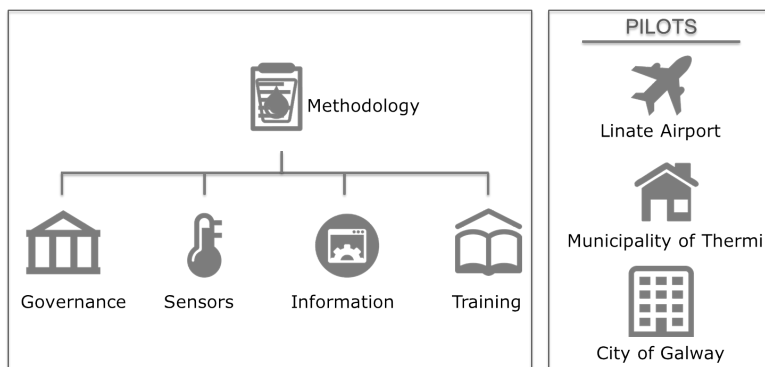 Methodology
Governance
Sensors
Information
Training
PILOTS
Linate Airport
Municipality of Thermi
City of Galway